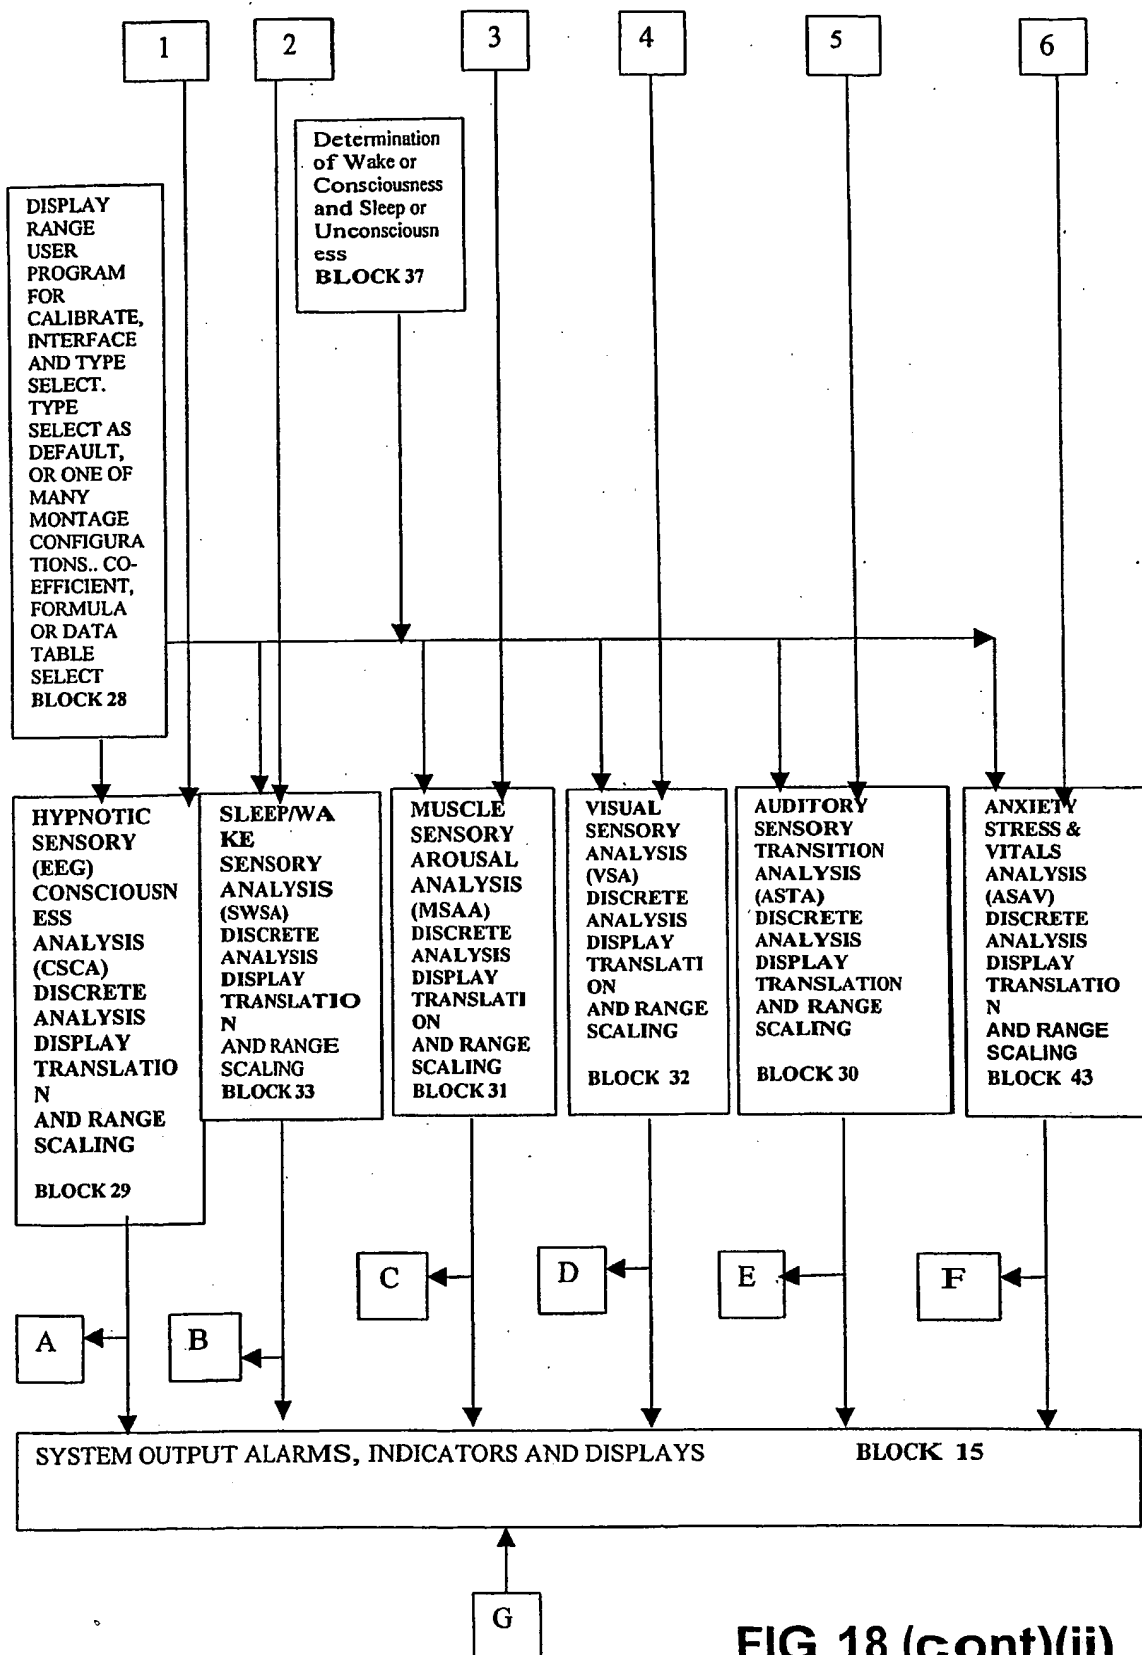 1
2
3
4
5
6
Determination
of Wake or
Consciousness
and Sleep or
Unconsciousn
ess
BLOCK 37
DISPLAY
RANGE
USER
PROGRAM
FOR
CALIBRATE,
INTERFACE
AND TYPE
SELECT.
TYPE
SELECT AS
DEFAULT,
OR ONE OF
MANY
MONTAGE
CONFIGURA
TIONS.. CO-
EFFICIENT,
FORMULA
OR DATA
TABLE
SELECT
BLOCK 28
HYPNOTIC
SENSORY
(EEG)
CONSCIOUSN
ESS
ANALYSIS
(CSCA)
DISCRETE
ANALYSIS
DISPLAY
TRANSLATIO
N
AND RANGE
SCALING
BLOCK 29
SLEEP/WA
KE
SENSORY
ANALYSIS
(SWSA)
DISCRETE
ANALYSIS
DISPLAY
TRANSLATIO
N
AND RANGE
SCALING
BLOCK 33
MUSCLE
SENSORY
AROUSAL
ANALYSIS
(MSAA)
DISCRETE
ANALYSIS
DISPLAY
TRANSLATI
ON
AND RANGE
SCALING
BLOCK 31
VISUAL
SENSORY
ANALYSIS
(VSA)
DISCRETE
ANALYSIS
DISPLAY
TRANSLATI
ON
AND RANGE
SCALING
BLOCK 32
AUDITORY
SENSORY
TRANSITION
ANALYSIS
(ASTA)
DISCRETE
ANALYSIS
DISPLAY
TRANSLATION
AND RANGE
SCALING
BLOCK 30
ANXIETY
STRESS &
VITALS
ANALYSIS
(ASAV)
DISCRETE
ANALYSIS
DISPLAY
TRANSLATIO
N
AND RANGE
SCALING
BLOCK 43
A
B
C
D
E
F
SYSTEM OUTPUT ALARMS, INDICATORS AND DISPLAYS BLOCK 15
G
FIG 18 (cont)(ii)